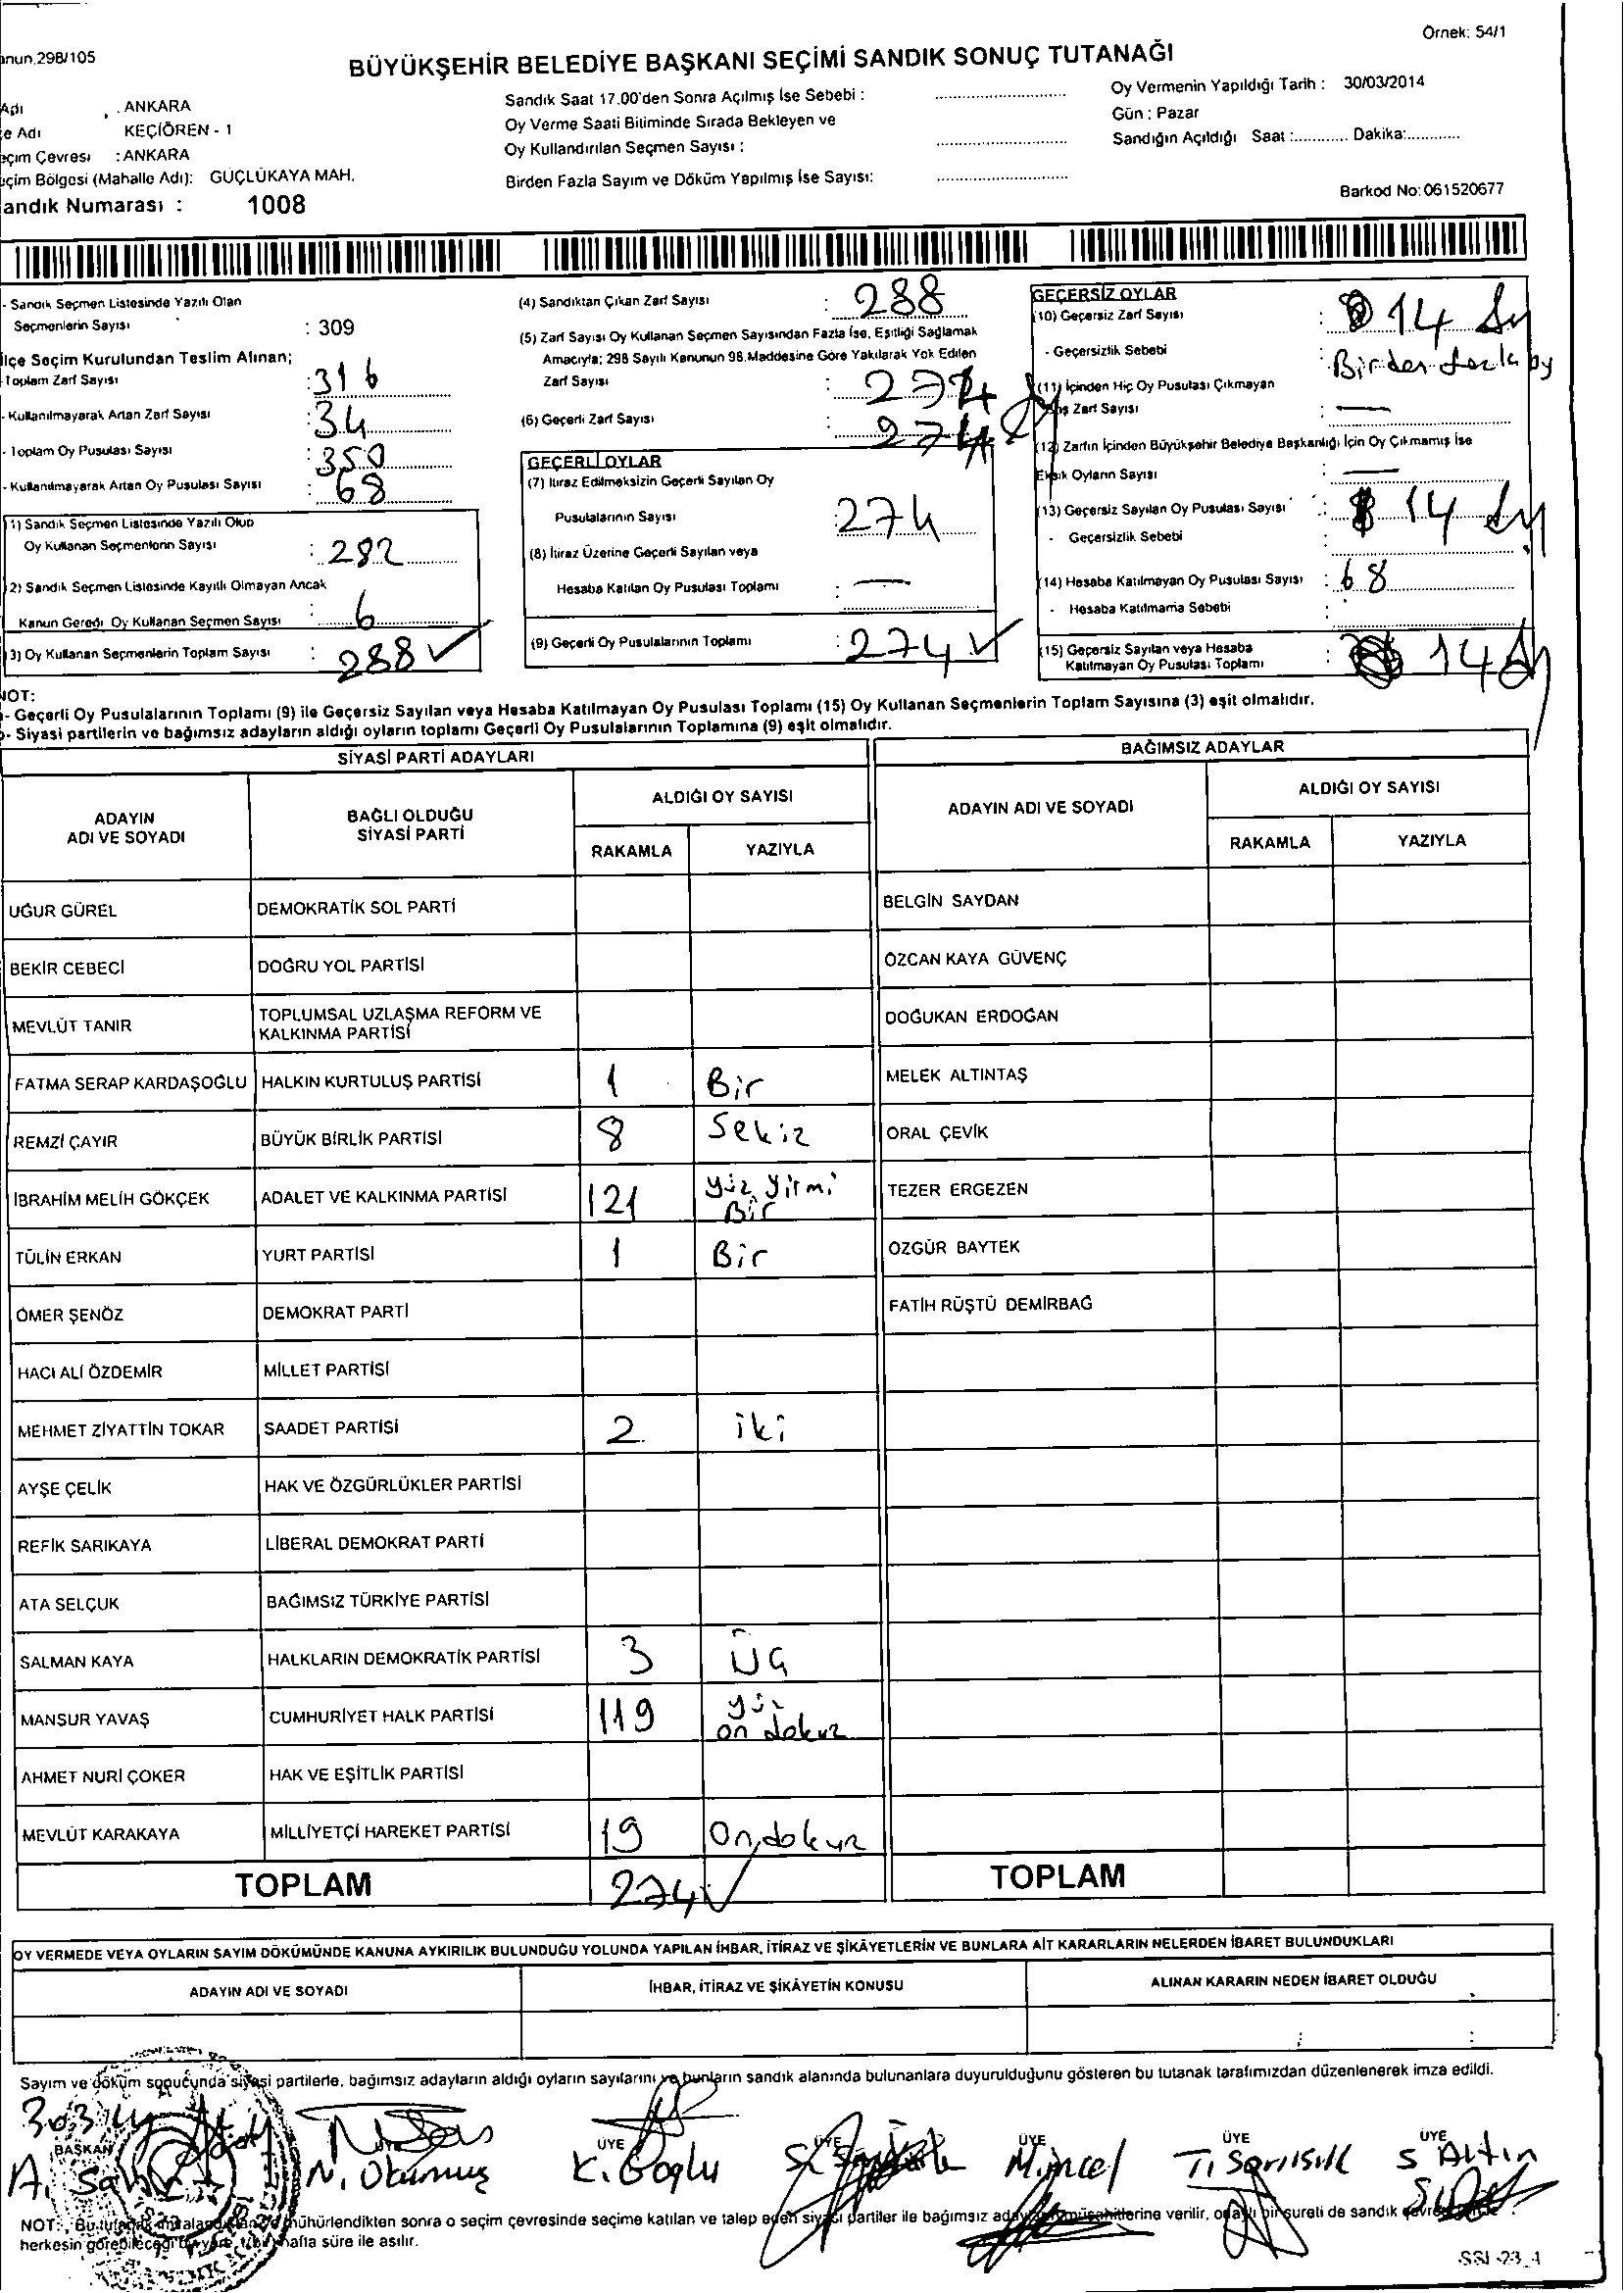 Örnek: 54/1
anun.298/105
BÜYÜKŞEHİR BELEDİYE BAŞKANI SEÇİMİ SANDIK SONUÇ TUTANAĞI
Adı : ANKARA
e Adı KEÇİÖREN - 1
eçim Çevresi : ANKARA
eçim Bölgesi (Mahalle Adı): GÜÇLÜKAYA MAH.
andık Numarası : 1008
Sandık Saat 17.00'den Sonra Açılmış İse Sebebi :
Oy Verme Saati Bitiminde Sırada Bekleyen ve
Oy Kullandırılan Seçmen Sayısı :
Birden Fazla Sayım ve Döküm Yapılmış İse Sayısı:
Oy Vermenin Yapıldığı Tarih : 30/03/2014
Gün : Pazar
Sandığın Açıldığı Saat :............ Dakika:............
Barkod No: 061520677
- Sandık Seçmen Listesinde Yazılı Olan
Seçmenlerin Sayısı : 309
İlçe Seçim Kurulundan Teslim Alınan;
Toplam Zarf Sayısı : 316
- Kullanılmayarak Artan Zarf Sayısı : 34
- Toplam Oy Pusulası Sayısı : 350
- Kullanılmayarak Artan Oy Pusulası Sayısı : 68
1) Sandık Seçmen Listesinde Yazılı Olup
Oy Kullanan Seçmenlerin Sayısı : 282
2) Sandık Seçmen Listesinde Kayıtlı Olmayan Ancak
Kanun Gereği Oy Kullanan Seçmen Sayısı : 6
3) Oy Kullanan Seçmenlerin Toplam Sayısı : 288
(4) Sandıktan Çıkan Zarf Sayısı : 288
(5) Zarf Sayısı Oy Kullanan Seçmen Sayısından Fazla İse, Eşitliği Sağlamak
Amacıyla; 298 Sayılı Kanunun 98.Maddesine Göre Yakılarak Yok Edilen
Zarf Sayısı : 274
(6) Geçerli Zarf Sayısı : 274
GEÇERLİ OYLAR
(7) İtiraz Edilmeksizin Geçerli Sayılan Oy
Pusulalarının Sayısı : 274
(8) İtiraz Üzerine Geçerli Sayılan veya
Hesaba Katılan Oy Pusulası Toplamı : —
(9) Geçerli Oy Pusulalarının Toplamı : 274
GEÇERSİZ OYLAR
(10) Geçersiz Zarf Sayısı : 14
- Geçersizlik Sebebi : Birden fazla oy
(11) İçinden Hiç Oy Pusulası Çıkmayan
Boş Zarf Sayısı : —
(12) Zarfın İçinden Büyükşehir Belediye Başkanlığı İçin Oy Çıkmamış İse
Eksik Oyların Sayısı : —
(13) Geçersiz Sayılan Oy Pusulası Sayısı : 14
- Geçersizlik Sebebi :
(14) Hesaba Katılmayan Oy Pusulası Sayısı : 68
- Hesaba Katılmama Sebebi :
(15) Geçersiz Sayılan veya Hesaba
Katılmayan Oy Pusulası Toplamı : 14
NOT:
- Geçerli Oy Pusulalarının Toplamı (9) ile Geçersiz Sayılan veya Hesaba Katılmayan Oy Pusulası Toplamı (15) Oy Kullanan Seçmenlerin Toplam Sayısına (3) eşit olmalıdır.
- Siyasi partilerin ve bağımsız adayların aldığı oyların toplamı Geçerli Oy Pusulalarının Toplamına (9) eşit olmalıdır.
SİYASİ PARTİ ADAYLARI
ADAYIN ADI VE SOYADI BAĞLI OLDUĞU SİYASİ PARTİ ALDIĞI OY SAYISI
RAKAMLA YAZIYLA
UĞUR GÜREL DEMOKRATİK SOL PARTİ
BEKİR CEBECİ DOĞRU YOL PARTİSİ
MEVLÜT TANIR TOPLUMSAL UZLAŞMA REFORM VE KALKINMA PARTİSİ
FATMA SERAP KARDAŞOĞLU HALKIN KURTULUŞ PARTİSİ 1 Bir
REMZİ ÇAYIR BÜYÜK BİRLİK PARTİSİ 8 Sekiz
İBRAHİM MELİH GÖKÇEK ADALET VE KALKINMA PARTİSİ 121 yüz yirmi Bir
TÜLİN ERKAN YURT PARTİSİ 1 Bir
ÖMER ŞENÖZ DEMOKRAT PARTİ
HACI ALİ ÖZDEMİR MİLLET PARTİSİ
MEHMET ZİYATTİN TOKAR SAADET PARTİSİ 2 iki
AYŞE ÇELİK HAK VE ÖZGÜRLÜKLER PARTİSİ
REFİK SARIKAYA LİBERAL DEMOKRAT PARTİ
ATA SELÇUK BAĞIMSIZ TÜRKİYE PARTİSİ
SALMAN KAYA HALKLARIN DEMOKRATİK PARTİSİ 3 Üç
MANSUR YAVAŞ CUMHURİYET HALK PARTİSİ 119 yüz on dokuz
AHMET NURİ ÇOKER HAK VE EŞİTLİK PARTİSİ
MEVLÜT KARAKAYA MİLLİYETÇİ HAREKET PARTİSİ 19 On dokuz
TOPLAM 274
BAĞIMSIZ ADAYLAR
ADAYIN ADI VE SOYADI ALDIĞI OY SAYISI
RAKAMLA YAZIYLA
BELGİN SAYDAN
ÖZCAN KAYA GÜVENÇ
DOĞUKAN ERDOĞAN
MELEK ALTINTAŞ
ORAL ÇEVİK
TEZER ERGEZEN
ÖZGÜR BAYTEK
FATİH RÜŞTÜ DEMİRBAĞ
TOPLAM
OY VERMEDE VEYA OYLARIN SAYIM DÖKÜMÜNDE KANUNA AYKIRILIK BULUNDUĞU YOLUNDA YAPILAN İHBAR, İTİRAZ VE ŞİKÂYETLERİN VE BUNLARA AİT KARARLARIN NELERDEN İBARET BULUNDUKLARI
ADAYIN ADI VE SOYADI İHBAR, İTİRAZ VE ŞİKÂYETİN KONUSU ALINAN KARARIN NEDEN İBARET OLDUĞU
Sayım ve döküm sonucunda siyasi partilerle, bağımsız adayların aldığı oyların sayılarını ve bunların sandık alanında bulunanlara duyurulduğunu gösteren bu tutanak tarafımızdan düzenlenerek imza edildi.
BAŞKAN ÜYE ÜYE ÜYE ÜYE ÜYE ÜYE
N. Okumuş K. Eroglu M. incel T. Sarıışık S Altın
NOT: Bu tutanak imzalandıktan ve mühürlendikten sonra o seçim çevresinde seçime katılan ve talep eden siyasi partiler ile bağımsız aday müşahitlerine verilir, onaylı bir sureti de sandık çevresinde
herkesin görebileceği bir yere, 1 (bir) hafta süre ile asılır.